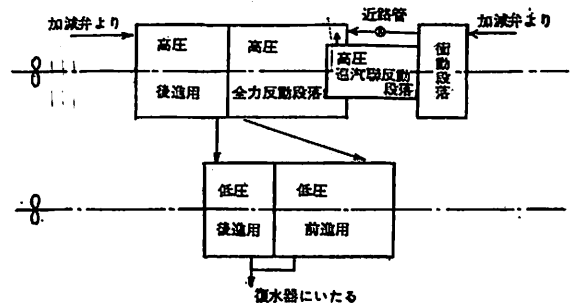 加減弁より
近路管
加減弁より
高圧
後進用
高圧
全力反動段落
高圧
巡汽聯反動
段落
衝動段落
低圧
後進用
低圧
前進用
復水器にいたる